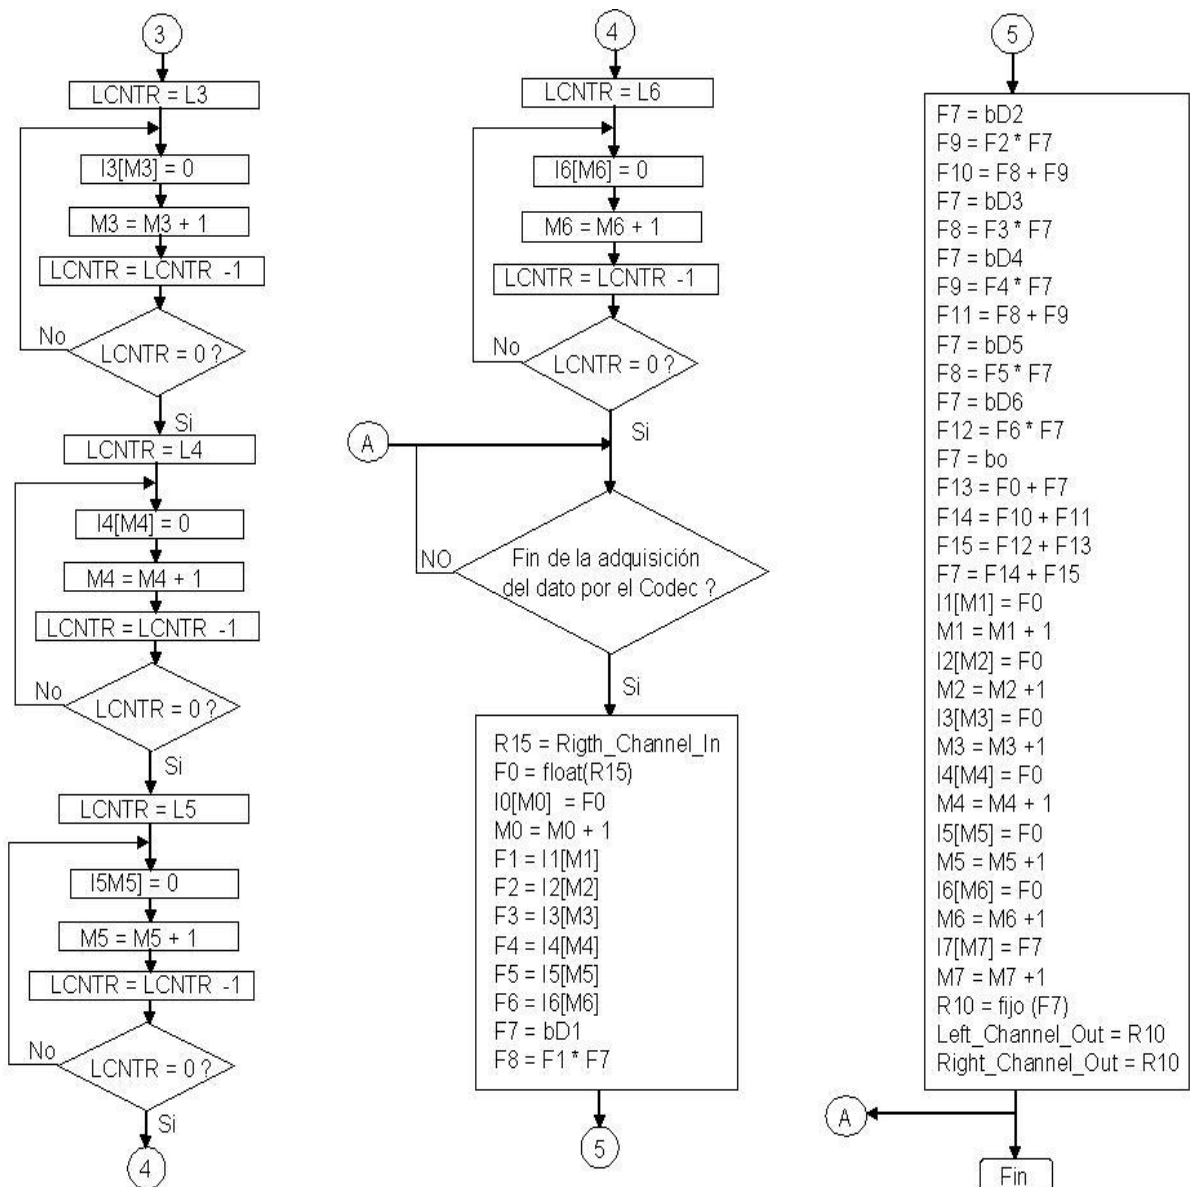 3
LCNTR = L3
I3[M3] = 0
M3 = M3 + 1
LCNTR = LCNTR -1
No
LCNTR = 0 ?
Si
LCNTR = L4
I4[M4] = 0
M4 = M4 + 1
LCNTR = LCNTR -1
No
LCNTR = 0 ?
Si
LCNTR = L5
I5M5] = 0
M5 = M5 + 1
LCNTR = LCNTR -1
No
LCNTR = 0 ?
Si
4
4
LCNTR = L6
I6[M6] = 0
M6 = M6 + 1
LCNTR = LCNTR -1
No
LCNTR = 0 ?
Si
A
NO
Fin de la adquisición
del dato por el Codec ?
Si
R15 = Rigth_Channel_In
F0 = float(R15)
I0[M0] = F0
M0 = M0 + 1
F1 = I1[M1]
F2 = I2[M2]
F3 = I3[M3]
F4 = I4[M4]
F5 = I5[M5]
F6 = I6[M6]
F7 = bD1
F8 = F1 * F7
5
5
F7 = bD2
F9 = F2 * F7
F10 = F8 + F9
F7 = bD3
F8 = F3 * F7
F7 = bD4
F9 = F4 * F7
F11 = F8 + F9
F7 = bD5
F8 = F5 * F7
F7 = bD6
F12 = F6 * F7
F7 = bo
F13 = F0 + F7
F14 = F10 + F11
F15 = F12 + F13
F7 = F14 + F15
I1[M1] = F0
M1 = M1 + 1
I2[M2] = F0
M2 = M2 +1
I3[M3] = F0
M3 = M3 +1
I4[M4] = F0
M4 = M4 + 1
I5[M5] = F0
M5 = M5 +1
I6[M6] = F0
M6 = M6 +1
I7[M7] = F7
M7 = M7 +1
R10 = fijo (F7)
Left_Channel_Out = R10
Right_Channel_Out = R10
A
Fin